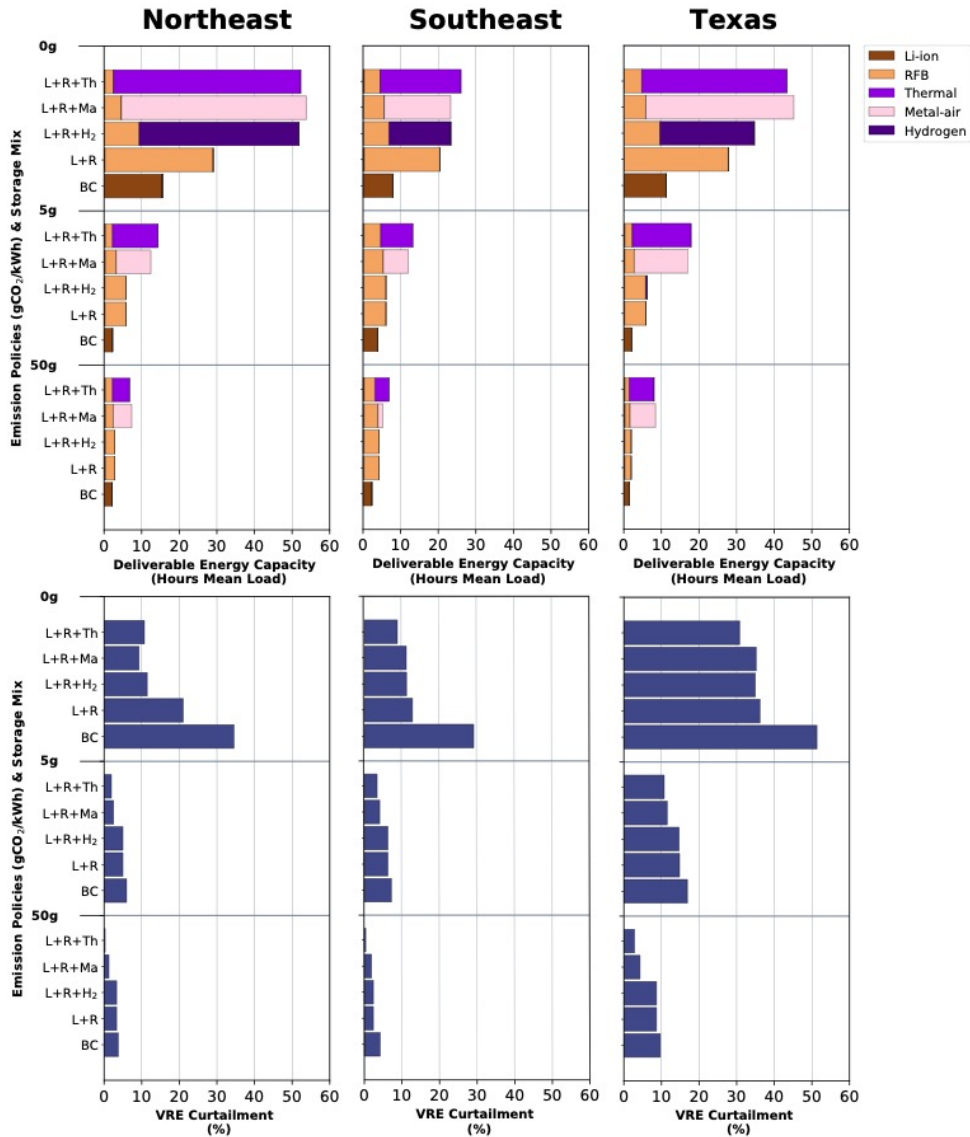 Northeast Southeast Texas
0g
L+R+Th
L+R+Ma
L+R+H₂
L+R
BC
5g
L+R+Th
L+R+Ma
L+R+H₂
L+R
BC
50g
L+R+Th
L+R+Ma
L+R+H₂
L+R
BC
Emission Policies (gCO₂/kWh) & Storage Mix
Li-ion
RFB
Thermal
Metal-air
Hydrogen
0 10 20 30 40 50 60 0 10 20 30 40 50 60 0 10 20 30 40 50 60
Deliverable Energy Capacity Deliverable Energy Capacity Deliverable Energy Capacity
(Hours Mean Load) (Hours Mean Load) (Hours Mean Load)
0g
L+R+Th
L+R+Ma
L+R+H₂
L+R
BC
5g
L+R+Th
L+R+Ma
L+R+H₂
L+R
BC
50g
L+R+Th
L+R+Ma
L+R+H₂
L+R
BC
Emission Policies (gCO₂/kWh) & Storage Mix
0 10 20 30 40 50 60 0 10 20 30 40 50 60 0 10 20 30 40 50 60
VRE Curtailment VRE Curtailment VRE Curtailment
(%) (%) (%)